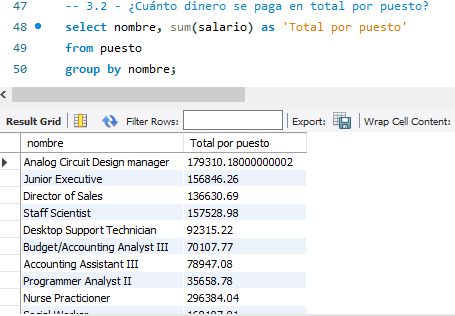 47 -- 3.2 - ¿Cuánto dinero se paga en total por puesto?
48 select nombre, sum(salario) as 'Total por puesto'
49 from puesto
50 group by nombre;
Result Grid Filter Rows: Export: Wrap Cell Content:
nombre Total por puesto
Analog Circuit Design manager 179310.18000000002
Junior Executive 156846.26
Director of Sales 136630.69
Staff Scientist 157528.98
Desktop Support Technician 92315.22
Budget/Accounting Analyst III 70107.77
Accounting Assistant III 78947.08
Programmer Analyst II 35658.78
Nurse Practicioner 296384.04